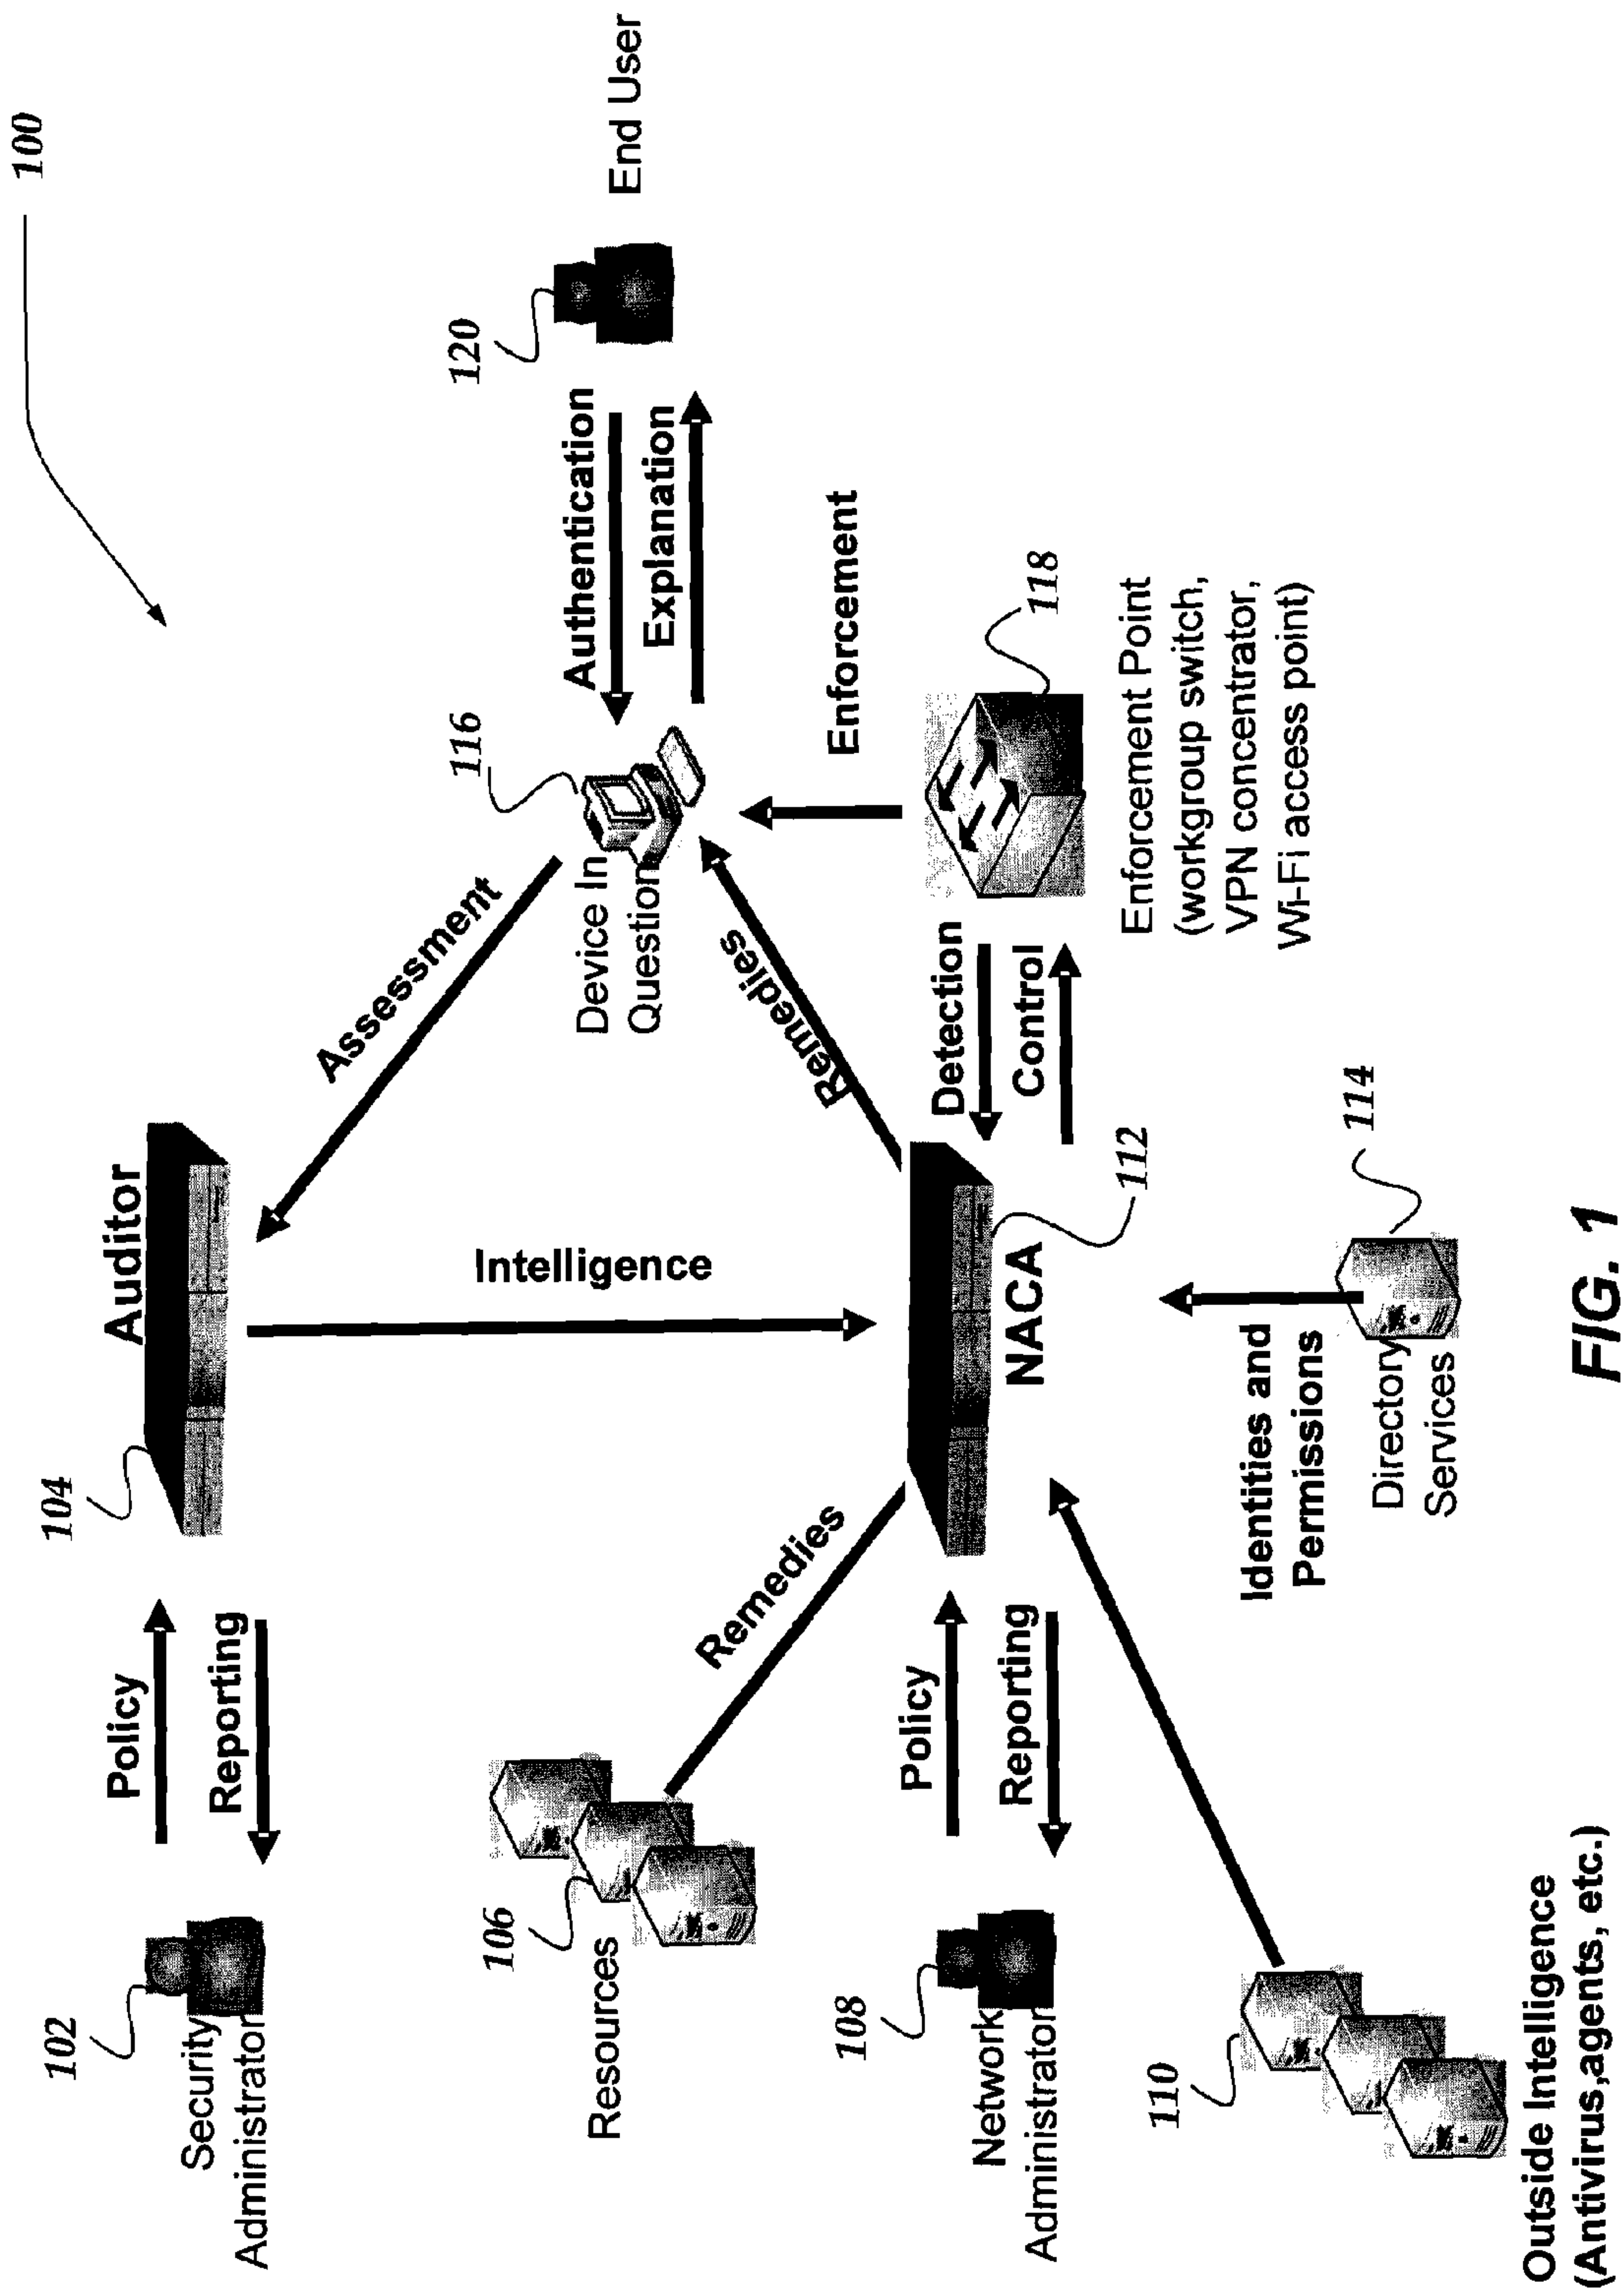 100
102
Security
Administrator
Policy
Reporting
104
Auditor
Assessment
Intelligence
106
Resources
Remedies
116
Device In
Question
Authentication
Explanation
120
End User
Remedies
Enforcement
108
Network
Administrator
Policy
Reporting
NACA
112
Detection
Control
118
Enforcement Point
(workgroup switch,
VPN concentrator,
Wi-Fi access point)
110
Outside Intelligence
(Antivirus,agents, etc.)
Identities and
Permissions
Directory
Services
114
FIG. 1